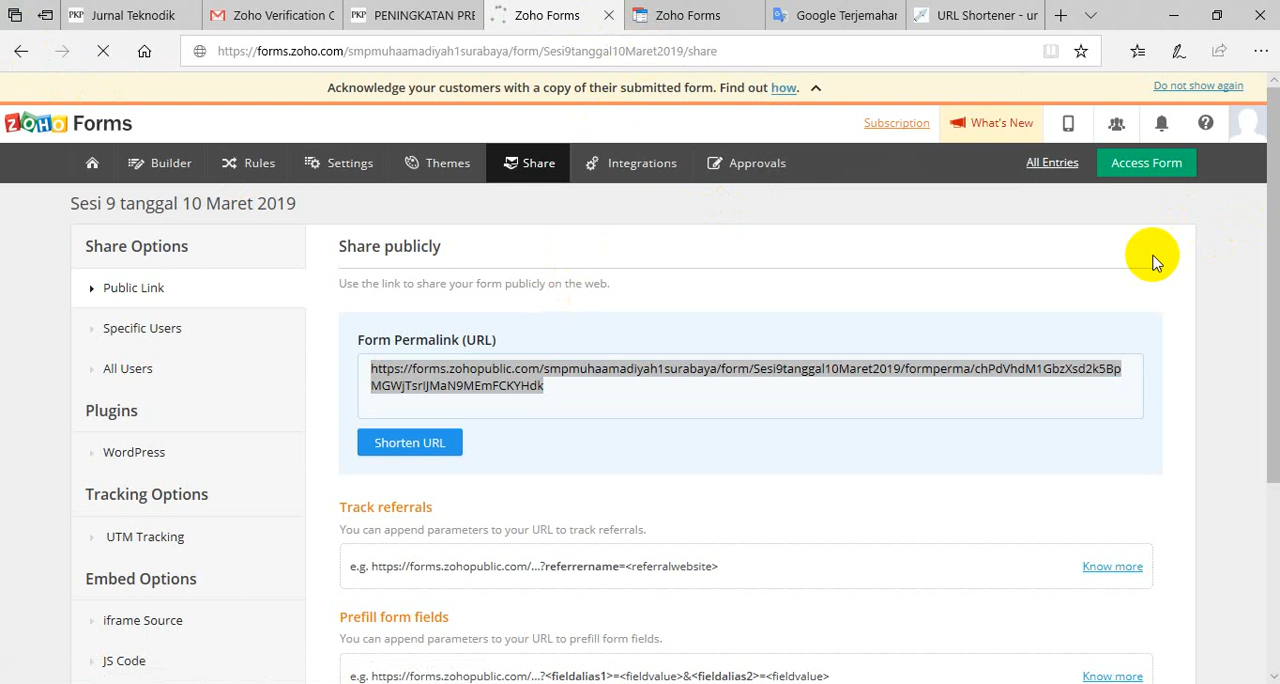 Jurnal Teknodik
Zoho Verification C
PENINGKATAN PRE
Zoho Forms
Zoho Forms
Google Terjemahan
URL Shortener - ur
https://forms.zoho.com/smpmuhaamadiyah1surabaya/form/Sesi9tanggal10Maret2019/share
Acknowledge your customers with a copy of their submitted form. Find out how.
Do not show again
ZOHO Forms
Subscription
What's New
Builder
Rules
Settings
Themes
Share
Integrations
Approvals
All Entries
Access Form
Sesi 9 tanggal 10 Maret 2019
Share Options
Public Link
Specific Users
All Users
Plugins
WordPress
Tracking Options
UTM Tracking
Embed Options
iframe Source
JS Code
Share publicly
Use the link to share your form publicly on the web.
Form Permalink (URL)
https://forms.zohopublic.com/smpmuhaamadiyah1surabaya/form/Sesi9tanggal10Maret2019/formperma/chPdVhdM1GbzXsd2k5Bp
MGWjTsrIJMaN9MEmFCKYHdk
Shorten URL
Track referrals
You can append parameters to your URL to track referrals.
e.g. https://forms.zohopublic.com/...?referrername=<referralwebsite>
Know more
Prefill form fields
You can append parameters to your URL to prefill form fields.
e.g. https://forms.zohopublic.com/...?<fieldalias1>=<fieldvalue>&<fieldalias2>=<fieldvalue>
Know more